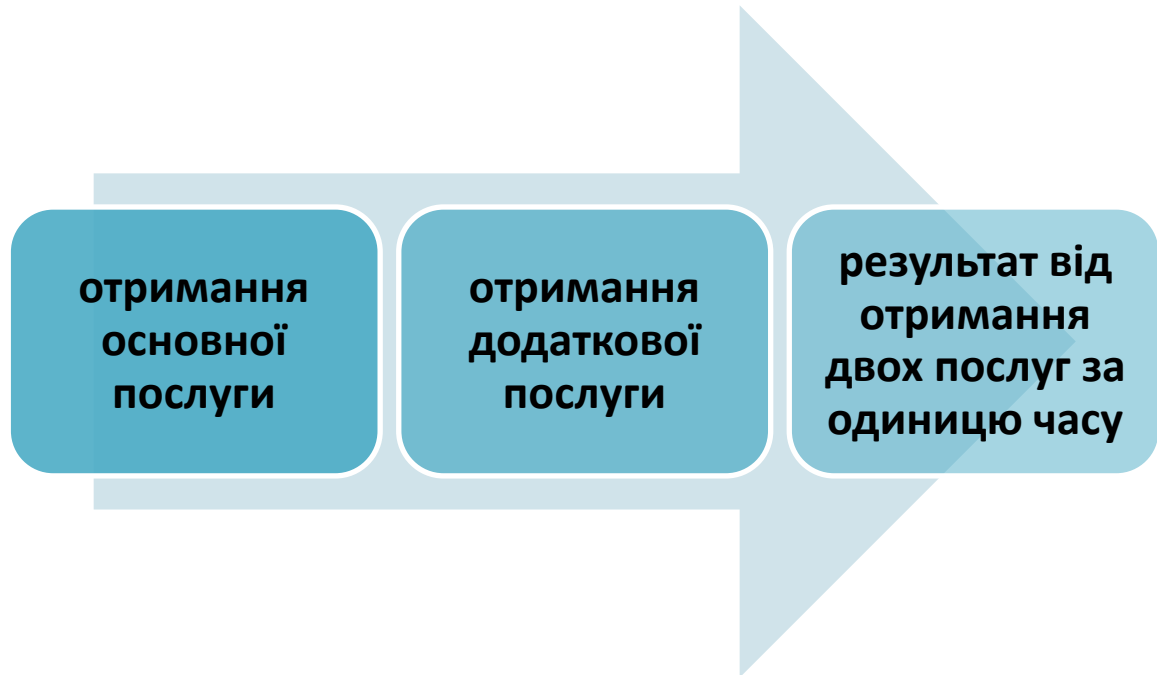 отримання
основної
послуги
отримання
додаткової
послуги
результат від
отримання
двох послуг за
одиницю часу